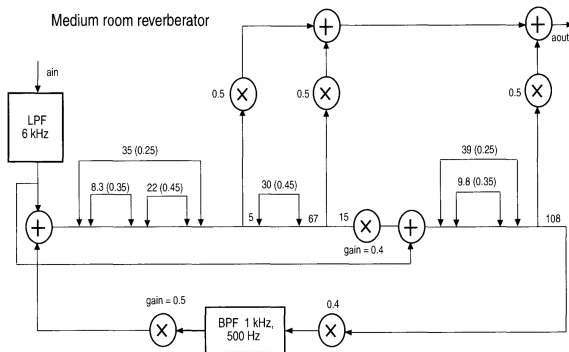 Medium room reverberator
aout
ain
0.5
0.5
0.5
LPF
6 kHz
35 (0.25)
39 (0.25)
8.3 (0.35)
22 (0.45)
30 (0.45)
9.8 (0.35)
5
67
15
108
gain = 0.4
gain = 0.5
0.4
BPF 1 kHz,
500 Hz